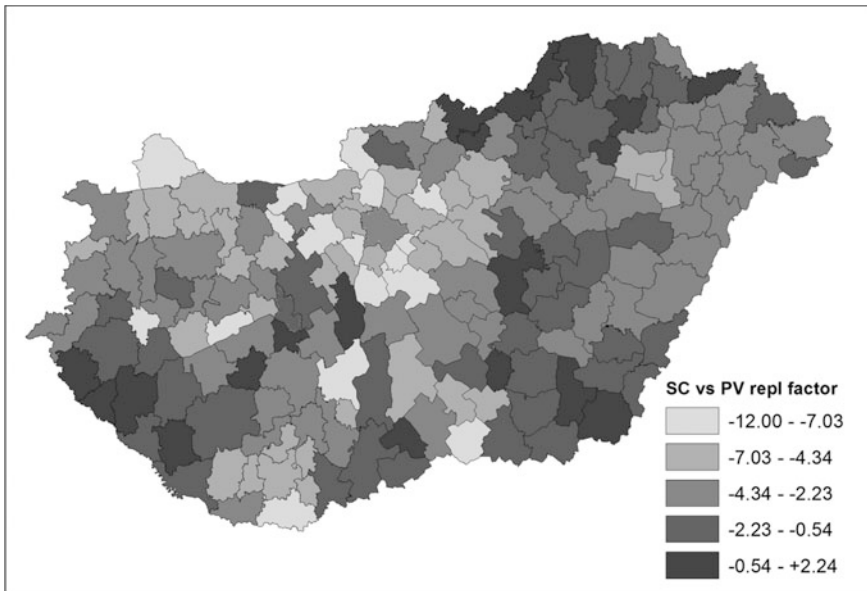 SC vs PV repl factor
-12.00 - -7.03
-7.03 - -4.34
-4.34 - -2.23
-2.23 - -0.54
-0.54 - +2.24